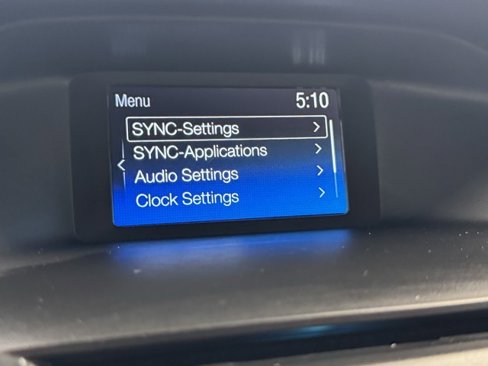 Menu 5:10
SYNC-Settings
SYNC-Applications
Audio Settings
Clock Settings